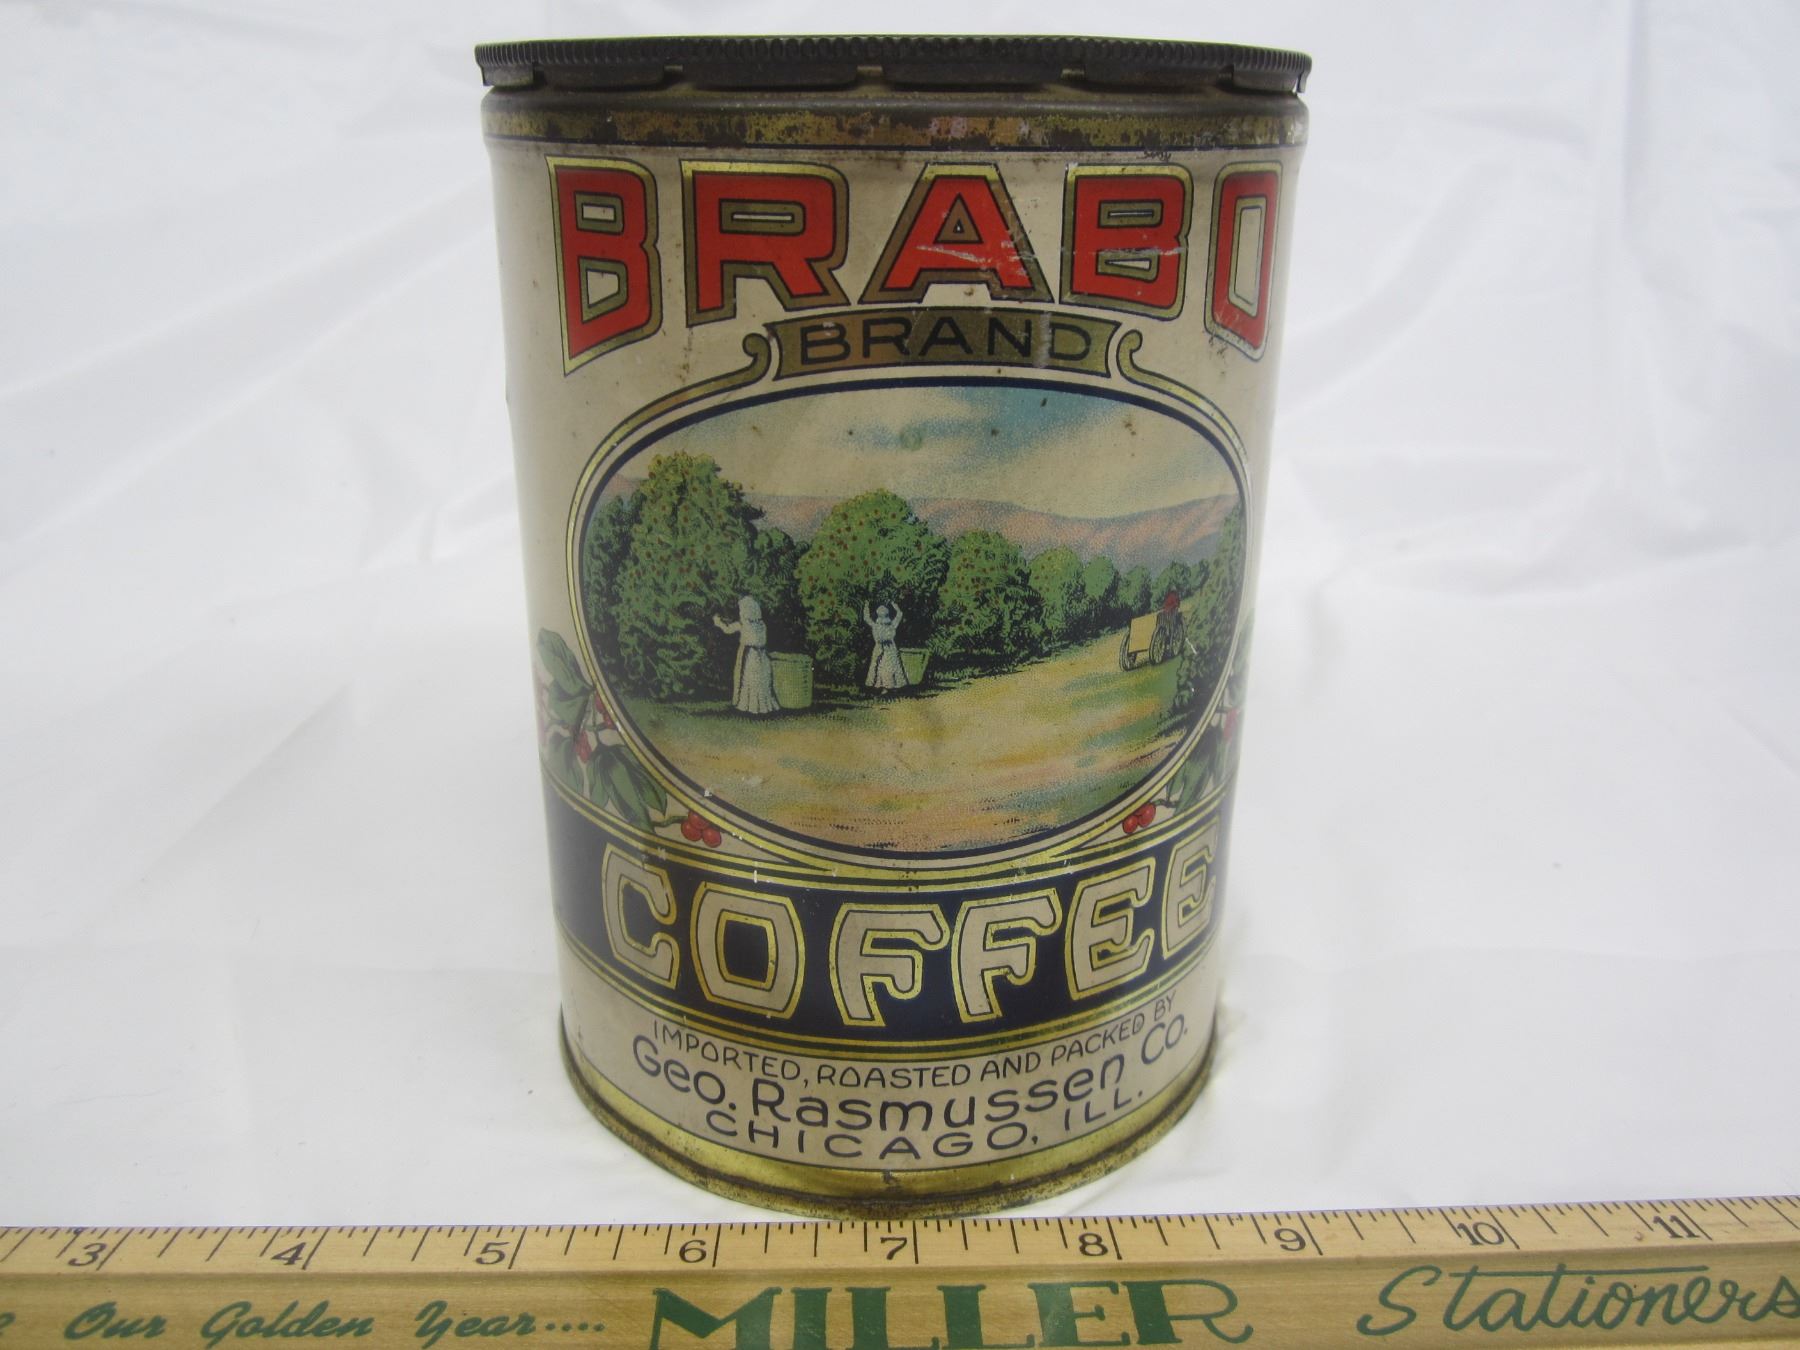 BRABO
BRAND
COFFEE
IMPORTED, ROASTED AND PACKED BY
Geo. Rasmussen Co.
CHICAGO, ILL.
3 4 5 6 7 8 9 10 11
Our Golden Year.... MILLER Stationers